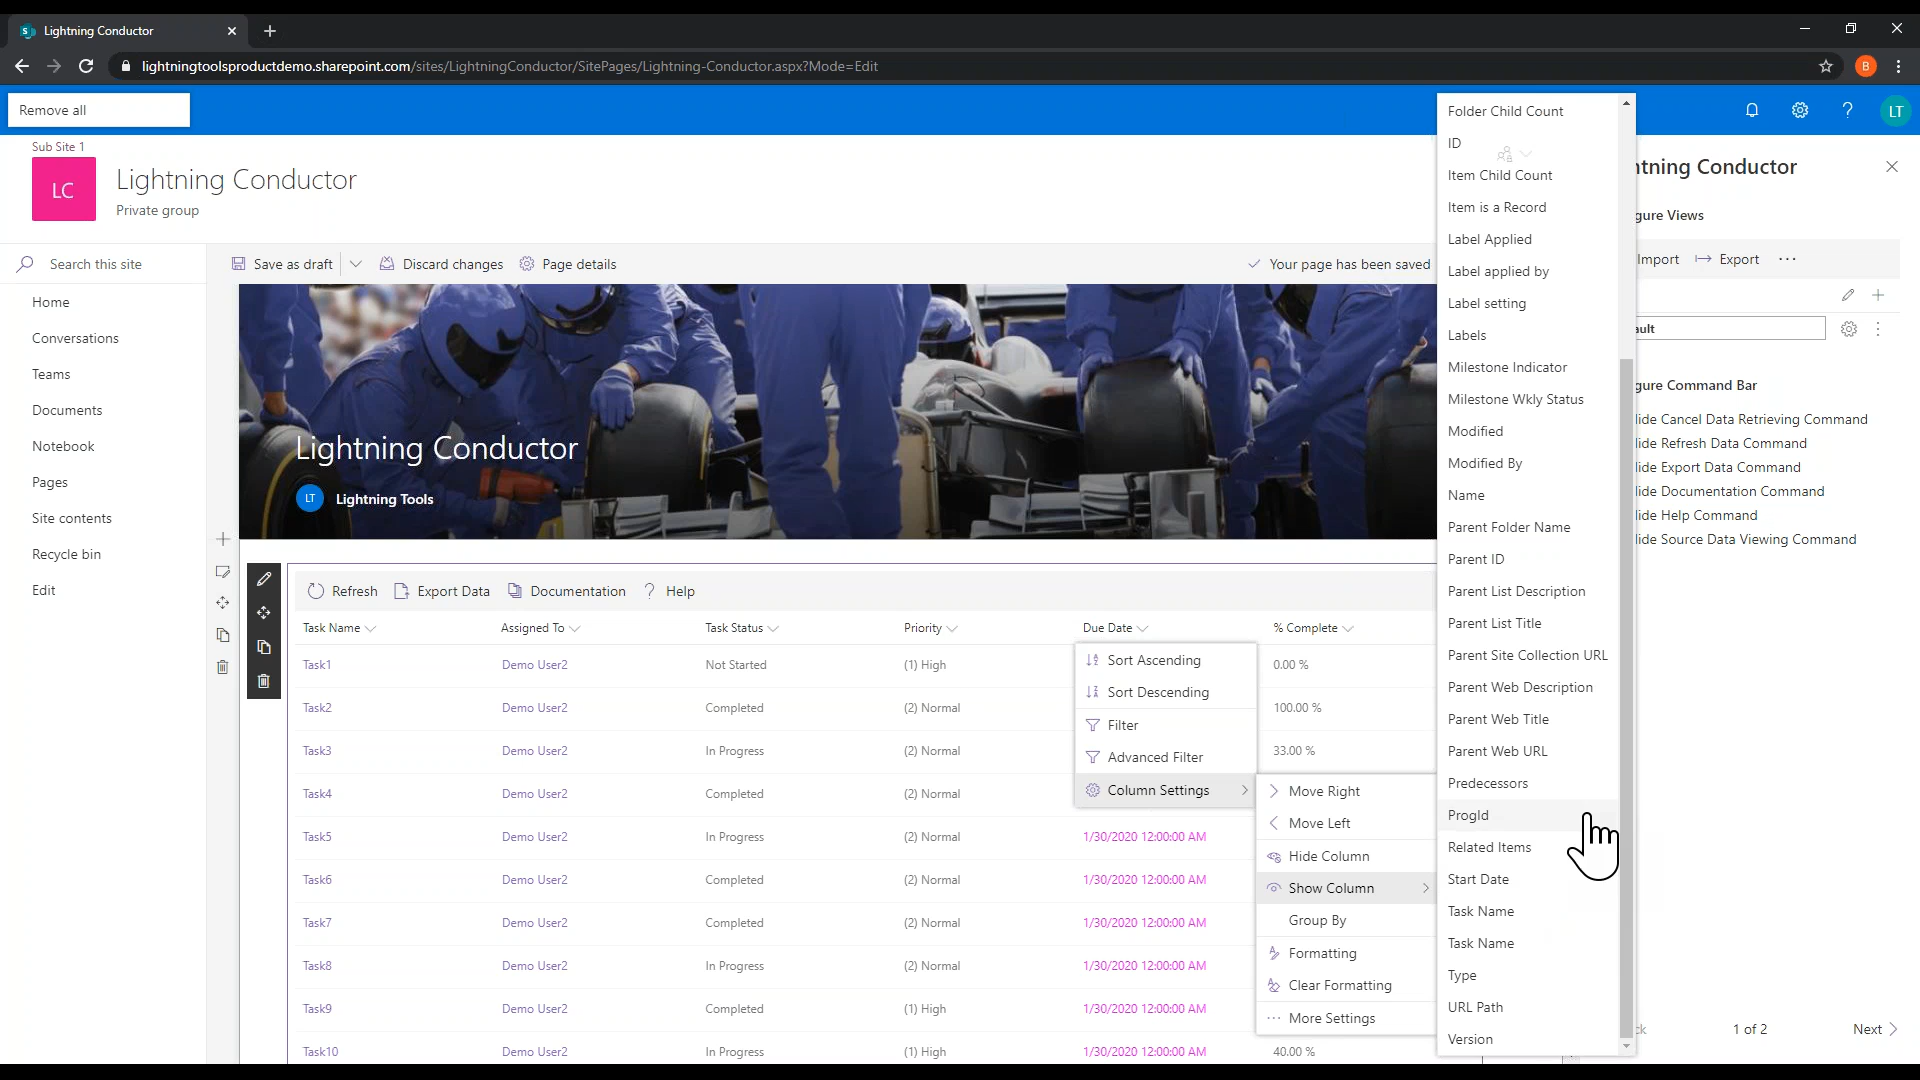 Lightning Conductor
lightningtoolsproductdemo.sharepoint.com/sites/LightningConductor/SitePages/Lightning-Conductor.aspx?Mode=Edit
B
Remove all
LT
Sub Site 1
LC
Lightning Conductor
Private group
Search this site
Home
Conversations
Teams
Documents
Notebook
Pages
Site contents
Recycle bin
Edit
Save as draft
Discard changes
Page details
Your page has been saved
Lightning Conductor
LT
Lightning Tools
Refresh
Export Data
Documentation
? Help
Task Name Assigned To Task Status Priority Due Date % Complete
Task1 Demo User2 Not Started (1) High 0.00 %
Task2 Demo User2 Completed (2) Normal 100.00 %
Task3 Demo User2 In Progress (2) Normal 33.00 %
Task4 Demo User2 Completed (2) Normal
Task5 Demo User2 In Progress (2) Normal 1/30/2020 12:00:00 AM
Task6 Demo User2 Completed (2) Normal 1/30/2020 12:00:00 AM
Task7 Demo User2 Completed (2) Normal 1/30/2020 12:00:00 AM
Task8 Demo User2 In Progress (2) Normal 1/30/2020 12:00:00 AM
Task9 Demo User2 Completed (1) High 1/30/2020 12:00:00 AM
Task10 Demo User2 In Progress (1) High 1/30/2020 12:00:00 AM 40.00 %
Sort Ascending
Sort Descending
Filter
Advanced Filter
Column Settings
Move Right
Move Left
Hide Column
Show Column
Group By
Formatting
Clear Formatting
More Settings
Folder Child Count
ID
Item Child Count
Item is a Record
Label Applied
Label applied by
Label setting
Labels
Milestone Indicator
Milestone Wkly Status
Modified
Modified By
Name
Parent Folder Name
Parent ID
Parent List Description
Parent List Title
Parent Site Collection URL
Parent Web Description
Parent Web Title
Parent Web URL
Predecessors
ProgId
Related Items
Start Date
Task Name
Task Name
Type
URL Path
Version
tning Conductor
gure Views
Import
Export
ault
gure Command Bar
lide Cancel Data Retrieving Command
lide Refresh Data Command
lide Export Data Command
lide Documentation Command
lide Help Command
lide Source Data Viewing Command
ck
1 of 2
Next